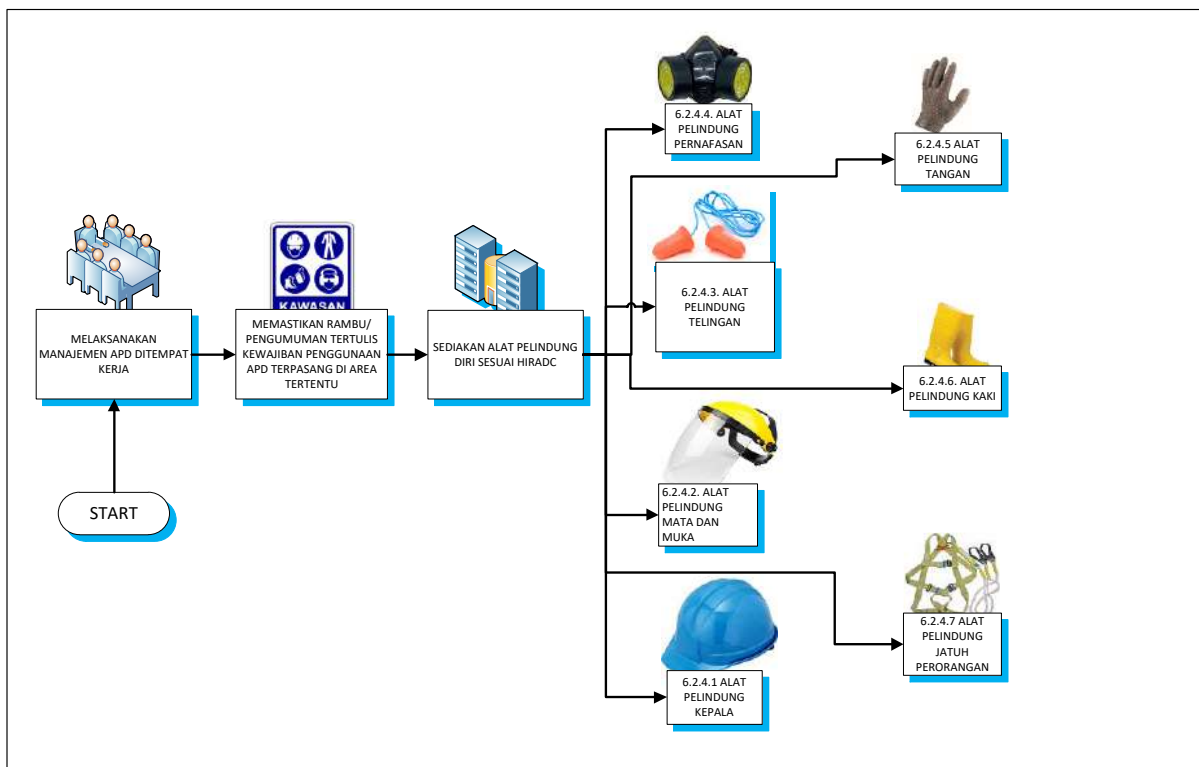 MELAKSANAKAN
MANAJEMEN APD DITEMPAT
KERJA
START
KAWASAN
MEMASTIKAN RAMBU/
PENGUMUMAN TERTULIS
KEWAJIBAN PENGGUNAAN
APD TERPASANG DI AREA
TERTENTU
SEDIAKAN ALAT PELINDUNG
DIRI SESUAI HIRADC
6.2.4.4. ALAT
PELINDUNG
PERNAFASAN
6.2.4.5 ALAT
PELINDUNG
TANGAN
6.2.4.3. ALAT
PELINDUNG
TELINGAN
6.2.4.6. ALAT
PELINDUNG KAKI
6.2.4.2. ALAT
PELINDUNG
MATA DAN
MUKA
6.2.4.7 ALAT
PELINDUNG
JATUH
PERORANGAN
6.2.4.1 ALAT
PELINDUNG
KEPALA